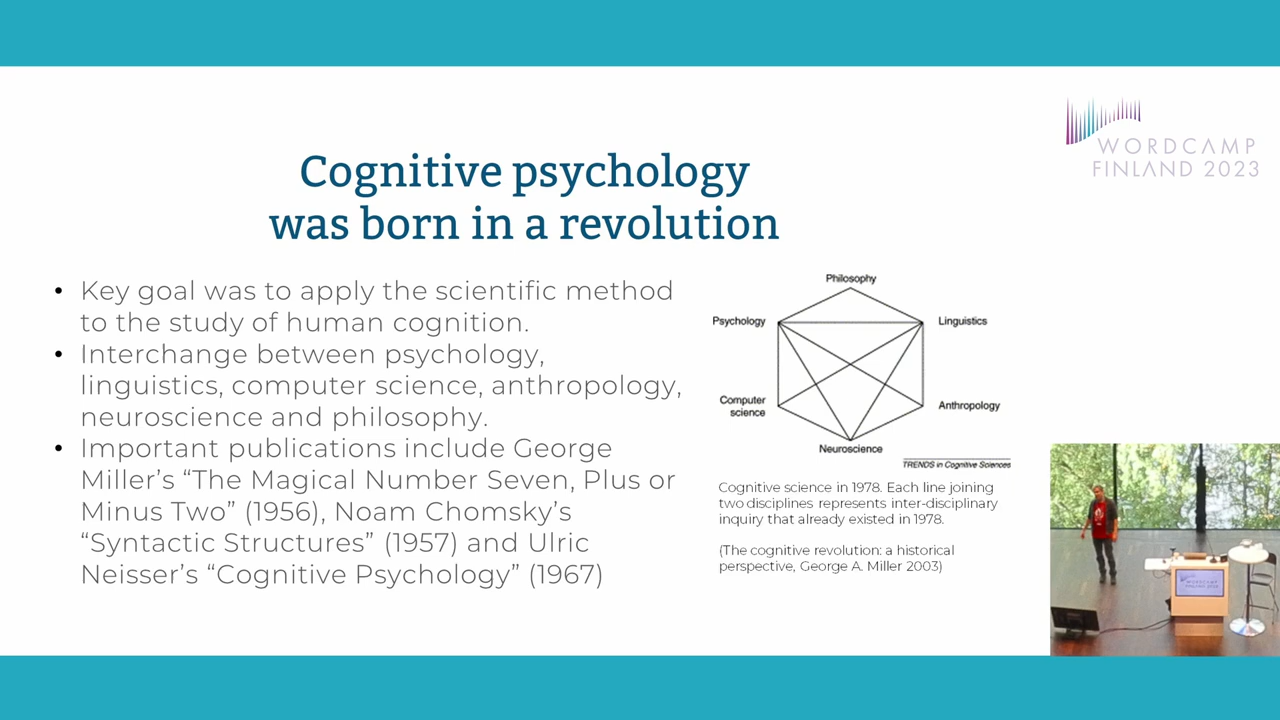 WORDCAMP
FINLAND 2023
Cognitive psychology
was born in a revolution
• Key goal was to apply the scientific method
to the study of human cognition.
• Interchange between psychology,
linguistics, computer science, anthropology,
neuroscience and philosophy.
• Important publications include George
Miller’s “The Magical Number Seven, Plus or
Minus Two” (1956), Noam Chomsky’s
“Syntactic Structures” (1957) and Ulric
Neisser’s “Cognitive Psychology” (1967)
Philosophy
Psychology
Linguistics
Computer
science
Anthropology
Neuroscience
TRENDS in Cognitive Sciences
Cognitive science in 1978. Each line joining
two disciplines represents inter-disciplinary
inquiry that already existed in 1978.
(The cognitive revolution: a historical
perspective, George A. Miller 2003)
WORDCAMP